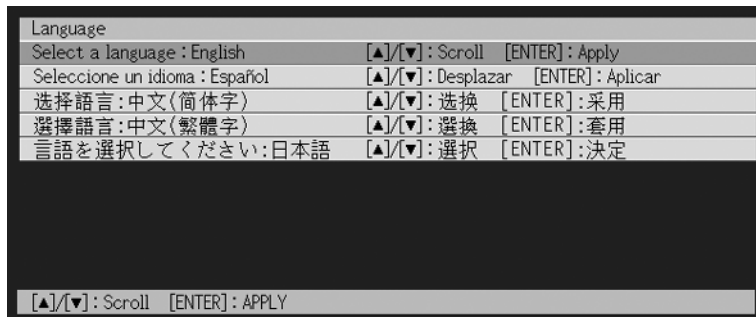 Language
Select a language：English [▲]/[▼]：Scroll [ENTER]：Apply
Seleccione un idioma：Español [▲]/[▼]：Desplazar [ENTER]：Aplicar
选择語言:中文(简体字) [▲]/[▼]：选换 [ENTER]:采用
選擇語言:中文(繁體字) [▲]/[▼]：選換 [ENTER]:套用
言語を選択してください:日本語 [▲]/[▼]：選択 [ENTER]:決定
[▲]/[▼]：Scroll [ENTER]：APPLY